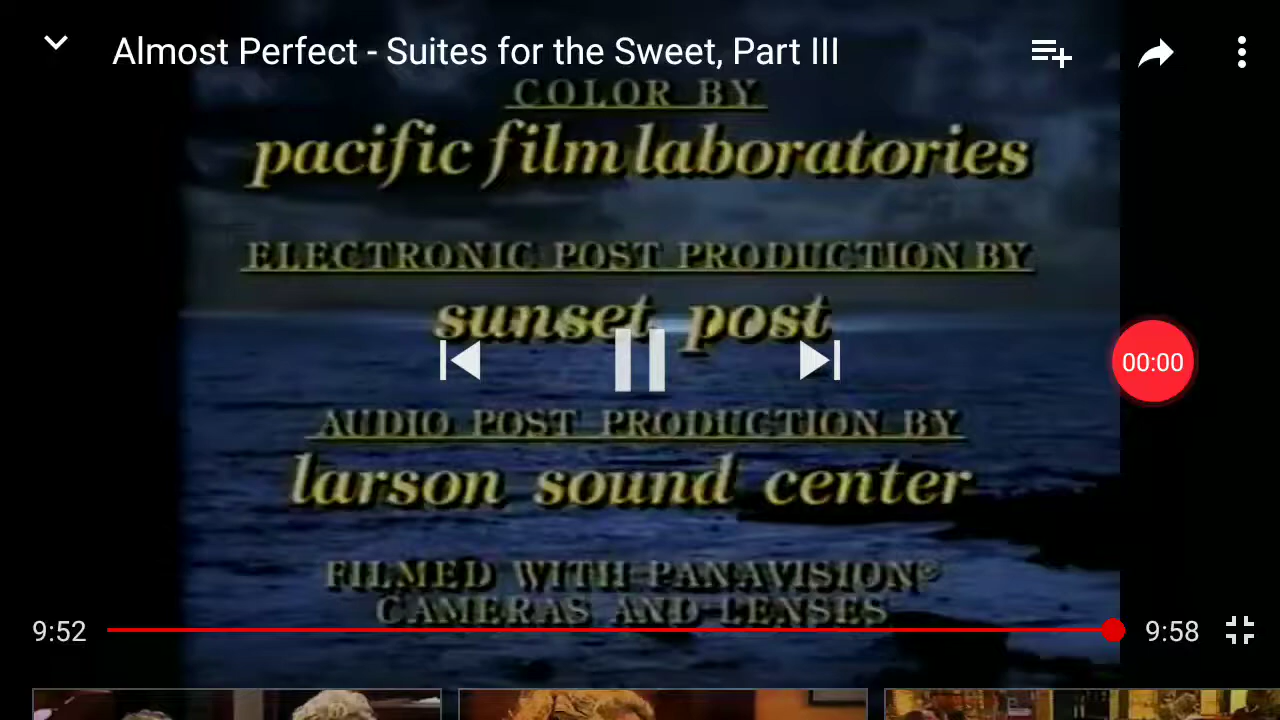 Almost Perfect - Suites for the Sweet, Part III
COLOR BY
pacific film laboratories
ELECTRONIC POST PRODUCTION BY
sunset post
00:00
AUDIO POST PRODUCTION BY
larson sound center
FILMED WITH PANAVISION®
CAMERAS AND LENSES
9:52
9:58